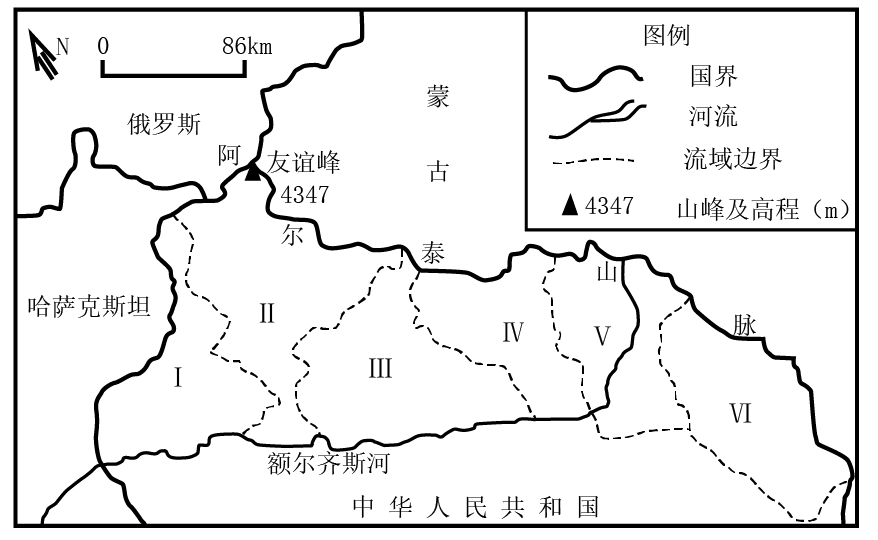 N
0 86km
俄罗斯
蒙古
阿尔泰山脉
友谊峰
4347
哈萨克斯坦
Ⅰ
Ⅱ
Ⅲ
Ⅳ
Ⅴ
Ⅵ
额尔齐斯河
中华人民共和国
图例
国界
河流
流域边界
4347 山峰及高程（m）